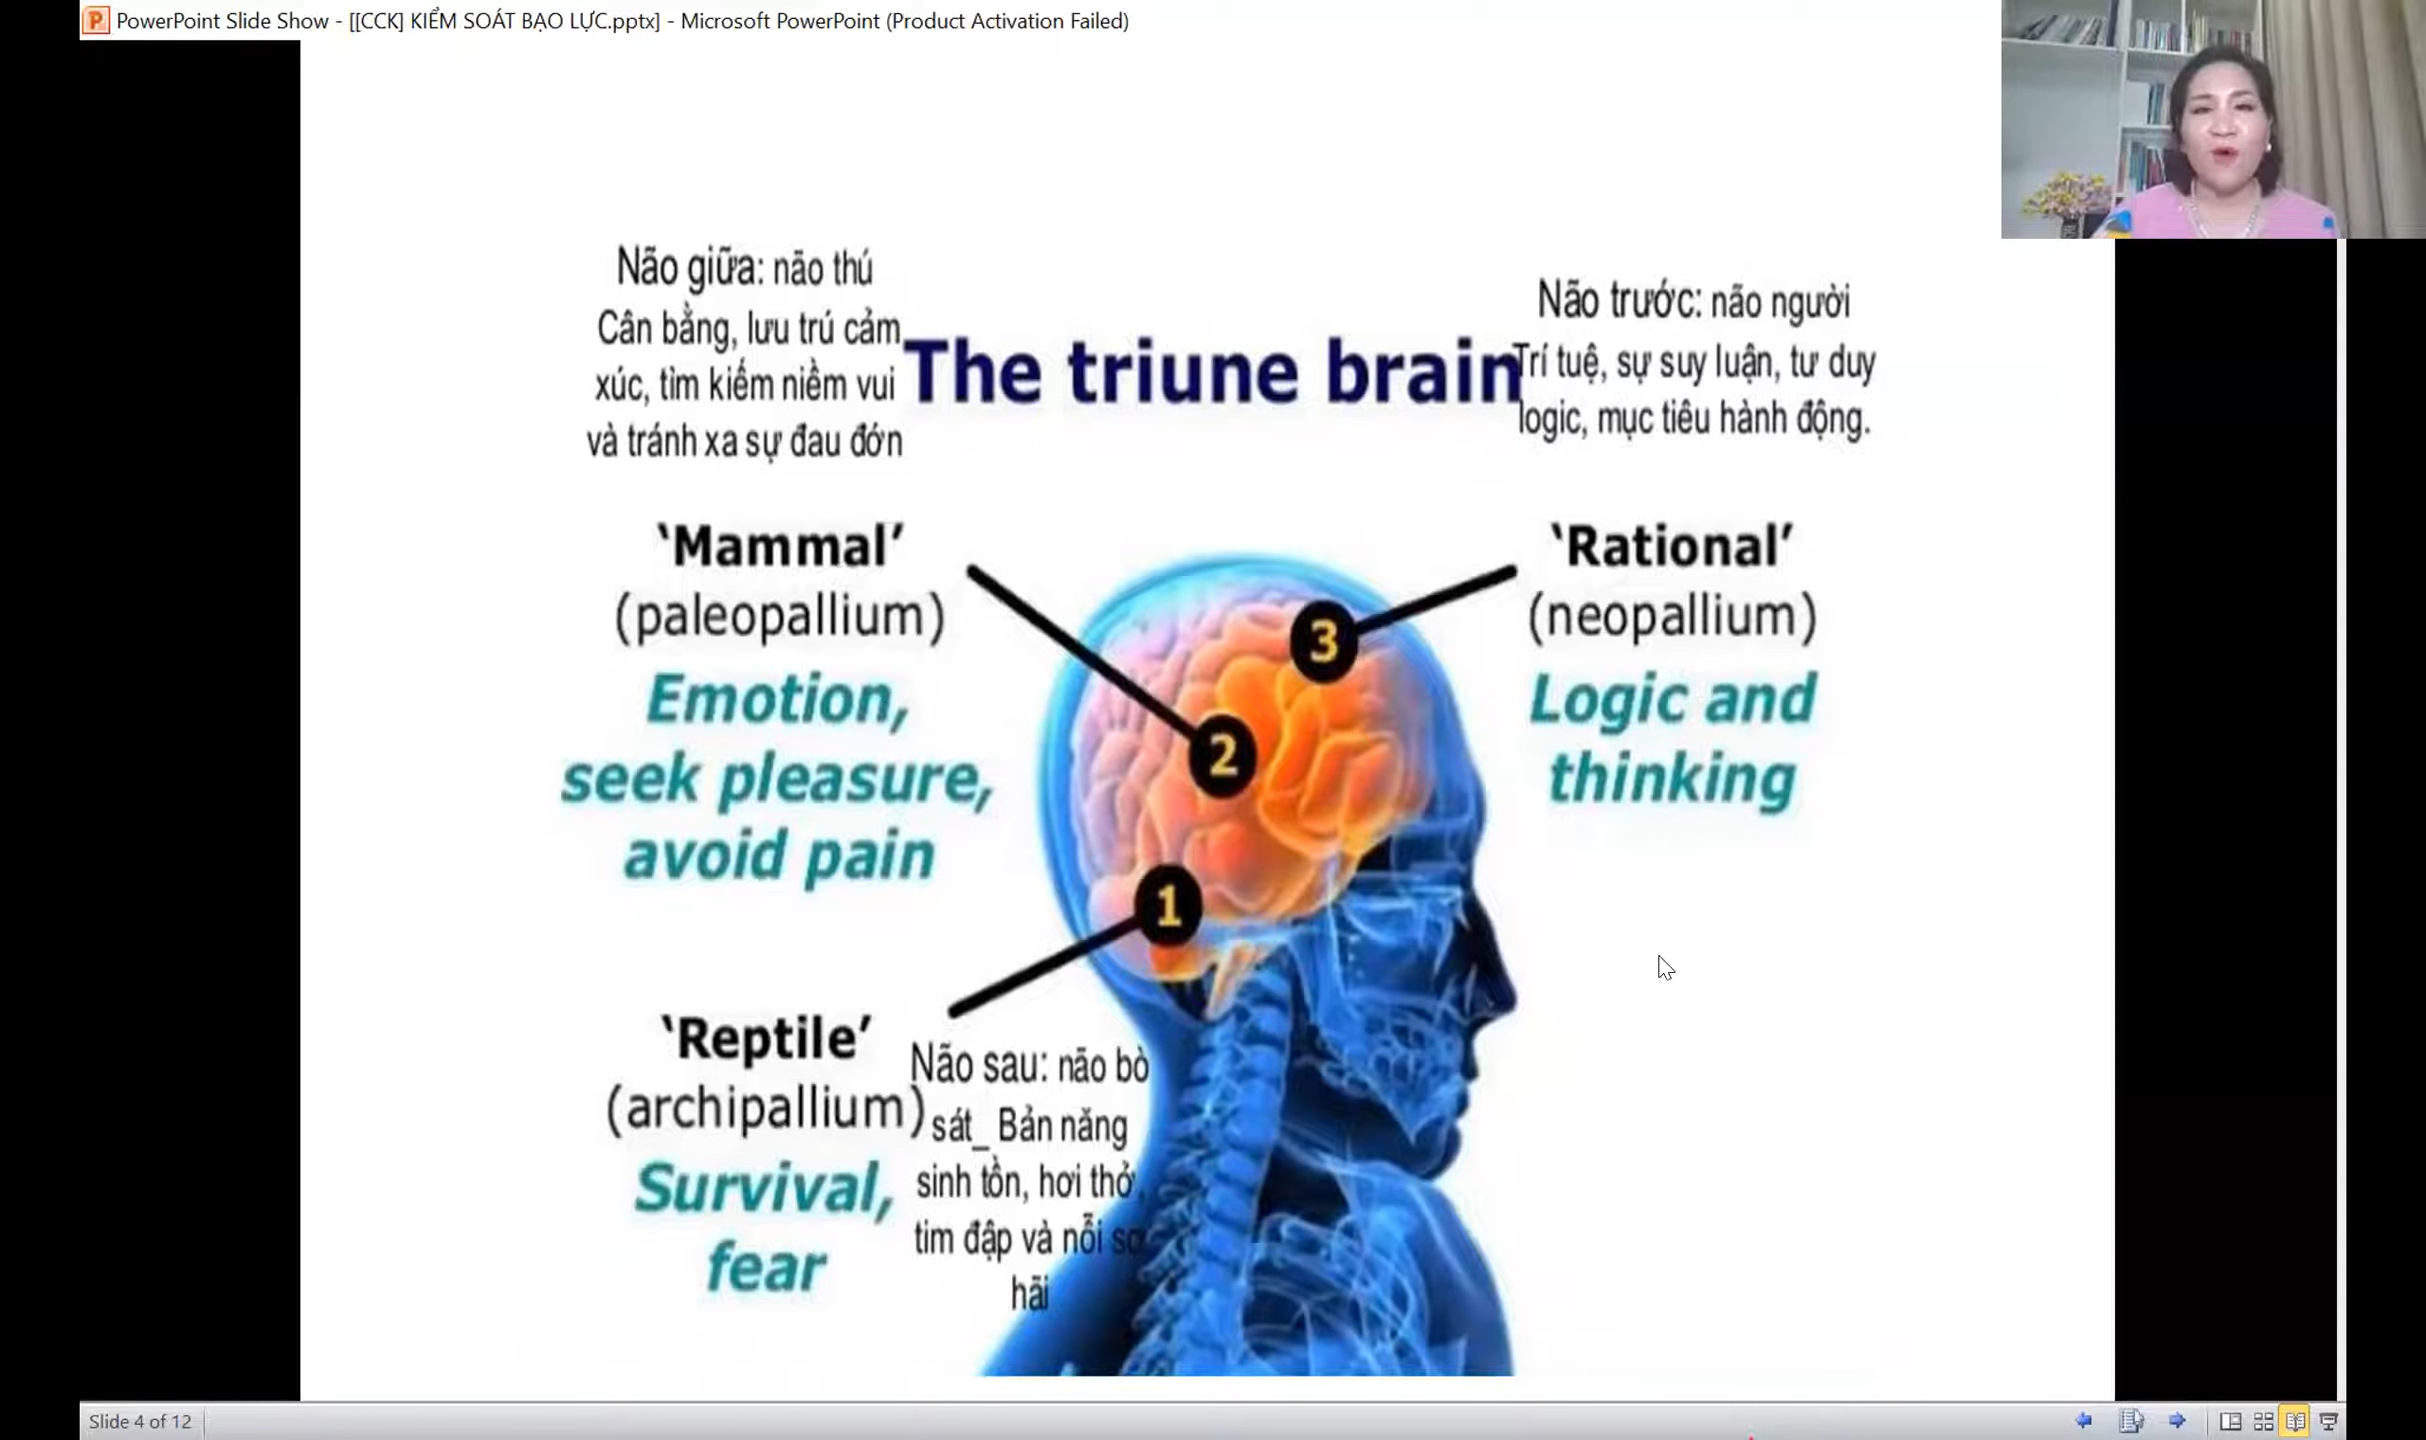 PowerPoint Slide Show - [[CCK] KIỂM SOÁT BẠO LỰC.pptx] - Microsoft PowerPoint (Product Activation Failed)
Não giữa: não thú
Cân bằng, lưu trú cảm
xúc, tìm kiếm niềm vui
và tránh xa sự đau đớn
The triune brain
Não trước: não người
Trí tuệ, sự suy luận, tư duy
logic, mục tiêu hành động.
‘Mammal’
(paleopallium)
Emotion,
seek pleasure,
avoid pain
‘Rational’
(neopallium)
Logic and
thinking
3
2
1
‘Reptile’
(archipallium)
Survival,
fear
Não sau: não bò
sát_ Bản năng
sinh tồn, hơi thở,
tim đập và nỗi sợ
hãi
Slide 4 of 12